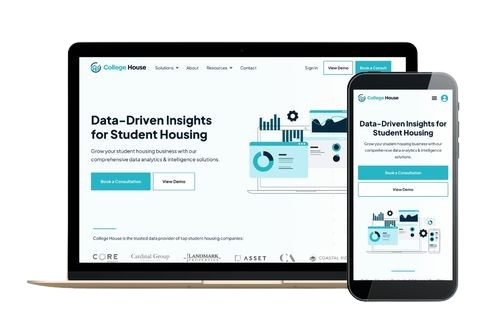 College House
Solutions
About
Resources
Contact
Sign in
View Demo
Book a Consult
Data-Driven Insights
for Student Housing
Grow your student housing business with our
comprehensive data analytics & intelligence solutions.
Book a Consultation
View Demo
College House is the trusted data provider of top student housing companies:
CORE
Cardinal Group
LANDMARK
PROPERTIES
ASSET
CA
COASTAL
College House
Data-Driven Insights for
Student Housing
Grow your student housing business with our
comprehensive data analytics & intelligence
solutions.
Book a Consultation
View Demo